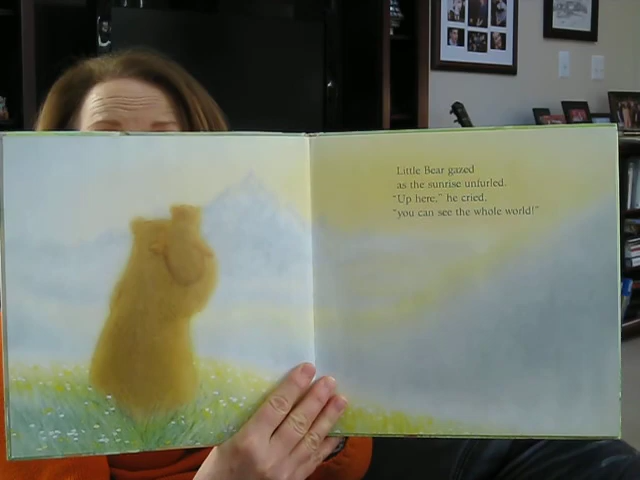 Little Bear gazed
as the sunrise unfurled.
"Up here," he cried,
"you can see the whole world!"